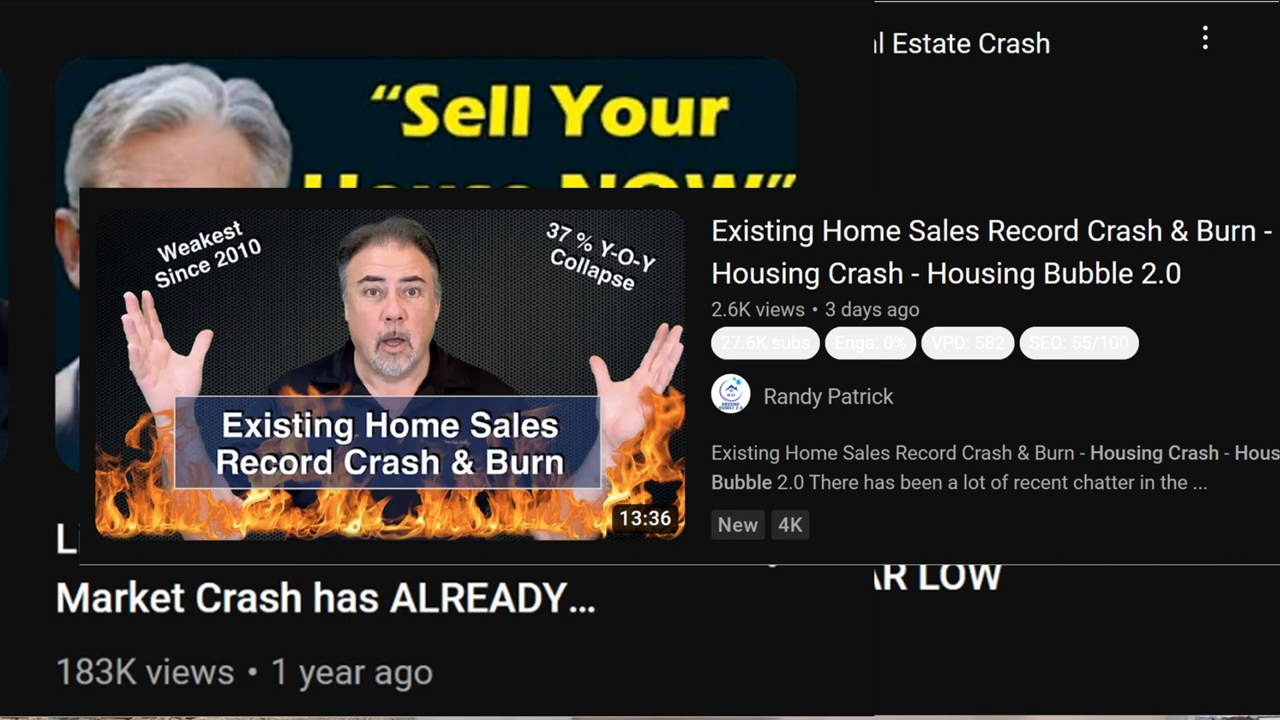 l Estate Crash
“Sell Your
House NOW”
Weakest
Since 2010
37 % Y-O-Y
Collapse
Existing Home Sales
Record Crash & Burn
13:36
Existing Home Sales Record Crash & Burn -
Housing Crash - Housing Bubble 2.0
2.6K views • 3 days ago
27.6K subs Enga: 0% VPD: 582 SEO: 55/100
Randy Patrick
Existing Home Sales Record Crash & Burn - Housing Crash - Hous
Bubble 2.0 There has been a lot of recent chatter in the ...
New 4K
L
AR LOW
Market Crash has ALREADY...
183K views • 1 year ago